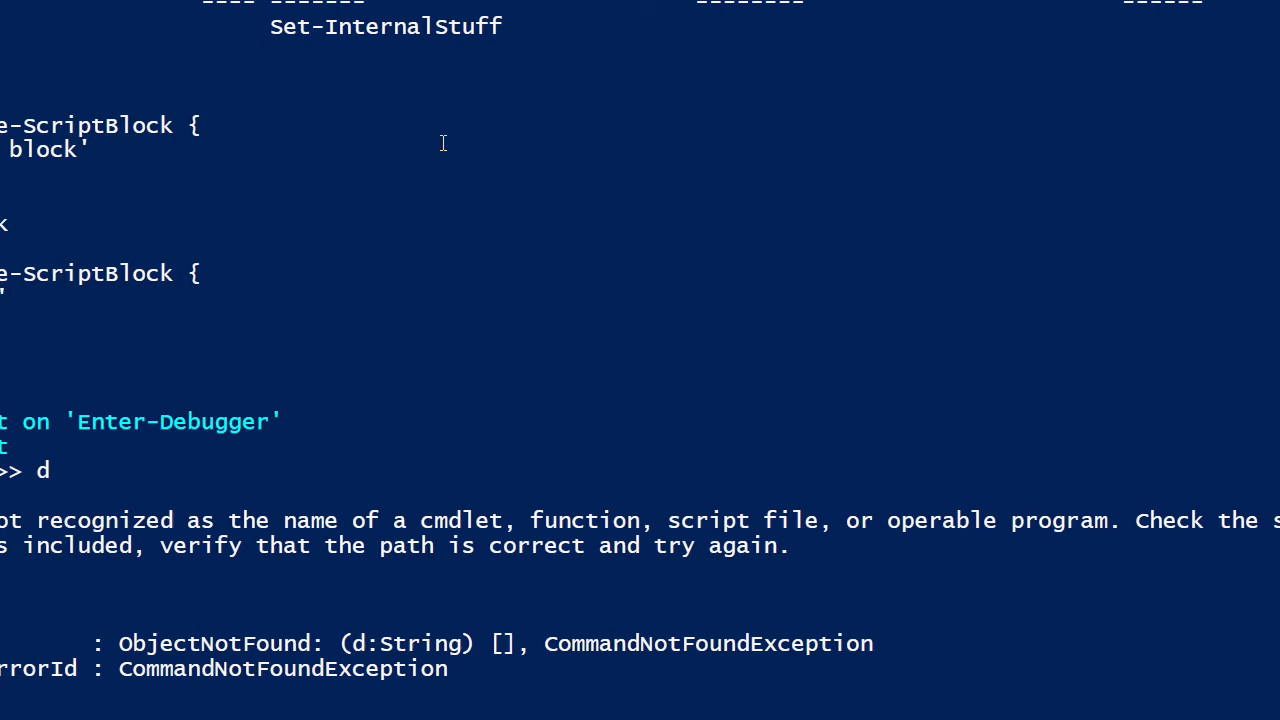 ---- ------- -------- ------
Set-InternalStuff
e-ScriptBlock {
block'
k
e-ScriptBlock {
'
t on 'Enter-Debugger'
t
>> d
ot recognized as the name of a cmdlet, function, script file, or operable program. Check the s
s included, verify that the path is correct and try again.
: ObjectNotFound: (d:String) [], CommandNotFoundException
rrorId : CommandNotFoundException